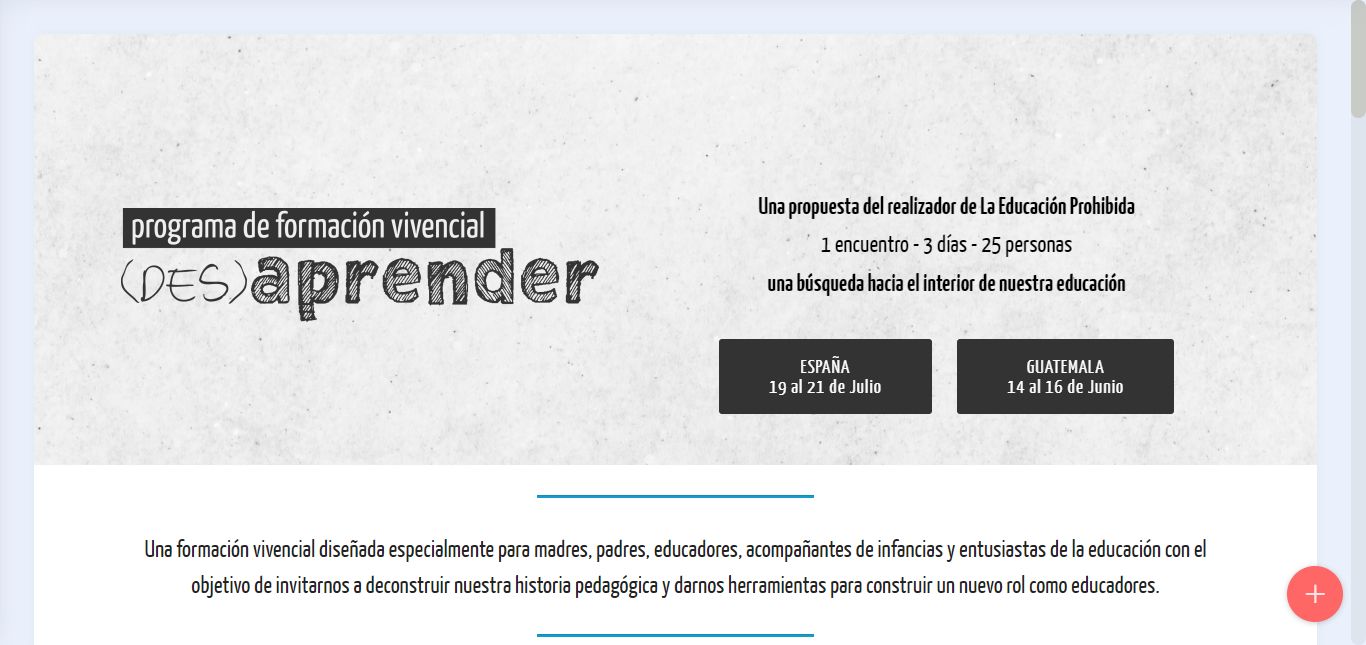 programa de formación vivencial
(DES)aprender
Una propuesta del realizador de La Educación Prohibida
1 encuentro - 3 días - 25 personas
una búsqueda hacia el interior de nuestra educación
ESPAÑA
19 al 21 de Julio
GUATEMALA
14 al 16 de Junio
Una formación vivencial diseñada especialmente para madres, padres, educadores, acompañantes de infancias y entusiastas de la educación con el
objetivo de invitarnos a deconstruir nuestra historia pedagógica y darnos herramientas para construir un nuevo rol como educadores.